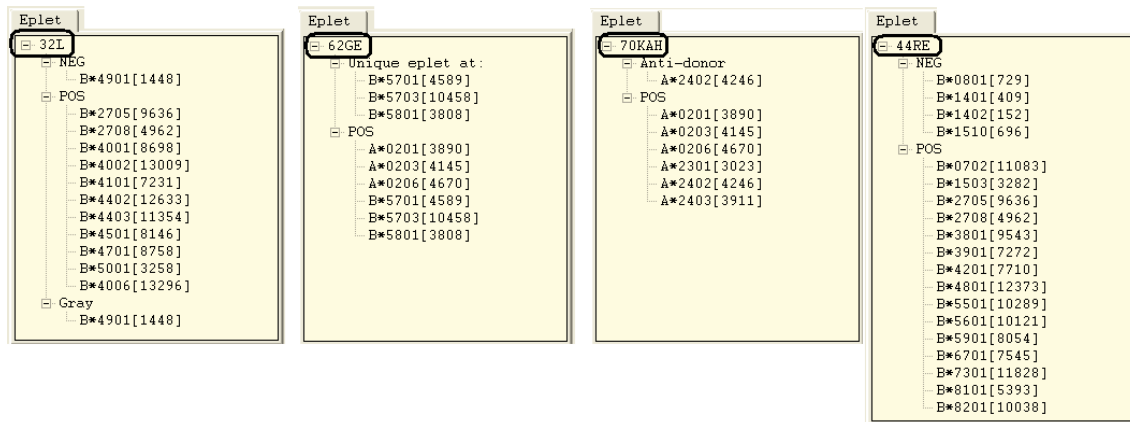 Eplet
32L
NEG
B*4901[1448]
POS
B*2705[9636]
B*2708[4962]
B*4001[8698]
B*4002[13009]
B*4101[7231]
B*4402[12633]
B*4403[11354]
B*4501[8146]
B*4701[8758]
B*5001[3258]
B*4006[13296]
Gray
B*4901[1448]
Eplet
62GE
Unique eplet at:
B*5701[4589]
B*5703[10458]
B*5801[3808]
POS
A*0201[3890]
A*0203[4145]
A*0206[4670]
B*5701[4589]
B*5703[10458]
B*5801[3808]
Eplet
70KAH
Anti-donor
A*2402[4246]
POS
A*0201[3890]
A*0203[4145]
A*0206[4670]
A*2301[3023]
A*2402[4246]
A*2403[3911]
Eplet
44RE
NEG
B*0801[729]
B*1401[409]
B*1402[152]
B*1510[696]
POS
B*0702[11083]
B*1503[3282]
B*2705[9636]
B*2708[4962]
B*3801[9543]
B*3901[7272]
B*4201[7710]
B*4801[12373]
B*5501[10289]
B*5601[10121]
B*5901[8054]
B*6701[7545]
B*7301[11828]
B*8101[5393]
B*8201[10038]